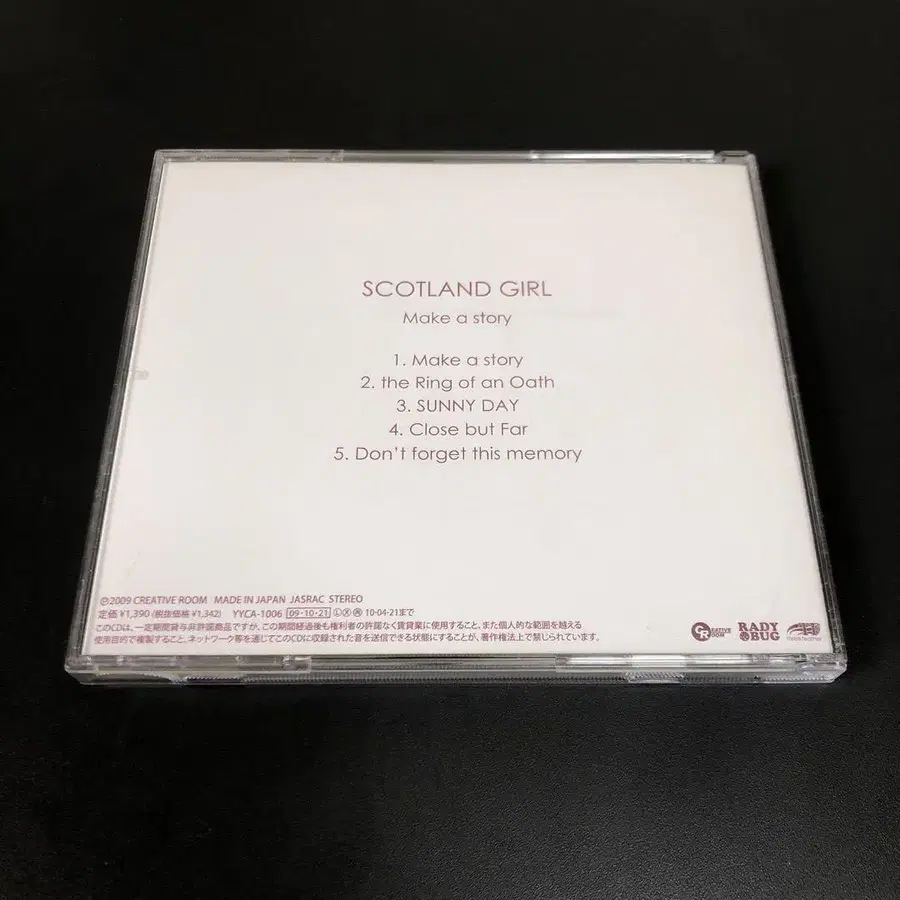 SCOTLAND GIRL
Make a story
1. Make a story
2. the Ring of an Oath
3. SUNNY DAY
4. Close but Far
5. Don't forget this memory
℗2009 CREATIVE ROOM MADE IN JAPAN JASRAC STEREO
定価 ¥1,390 (税抜価格 ¥1,342) YYCA-1006 09・10・21 Ⓛ Ⓧ 10・04・21まで
このCDは、一定期間貸与非許諾商品ですが、この期間経過後も権利者の許諾なく賃貸業に使用すること、また個人的な範囲を越える
使用目的で複製すること、ネットワーク等を通じてこのCDに収録された音を送信できる状態にすることが、著作権法上で禁じられています。
CREATIVE ROOM
RADY BUG